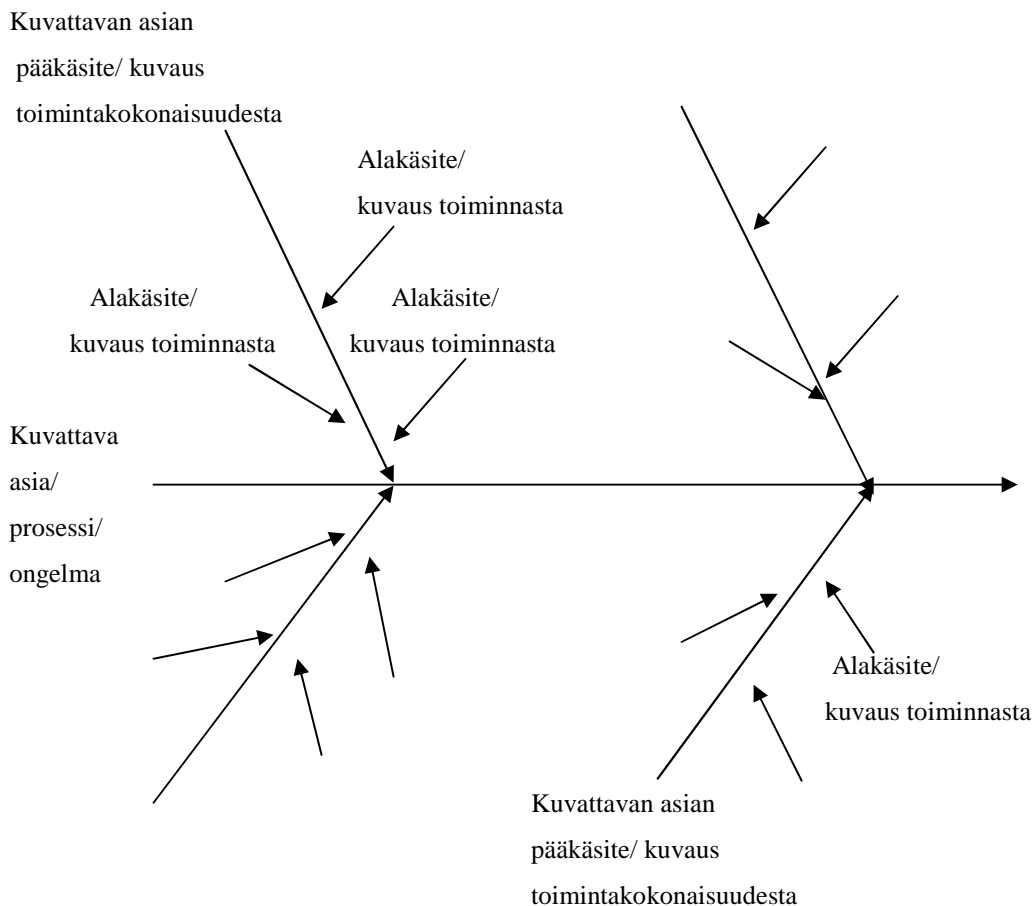 Kuvattavan asian
pääkäsite/ kuvaus
toimintakokonaisuudesta
Alakäsite/
kuvaus toiminnasta
Alakäsite/
kuvaus toiminnasta
Alakäsite/
kuvaus toiminnasta
Kuvattava
asia/
prosessi/
ongelma
Alakäsite/
kuvaus toiminnasta
Kuvattavan asian
pääkäsite/ kuvaus
toimintakokonaisuudesta